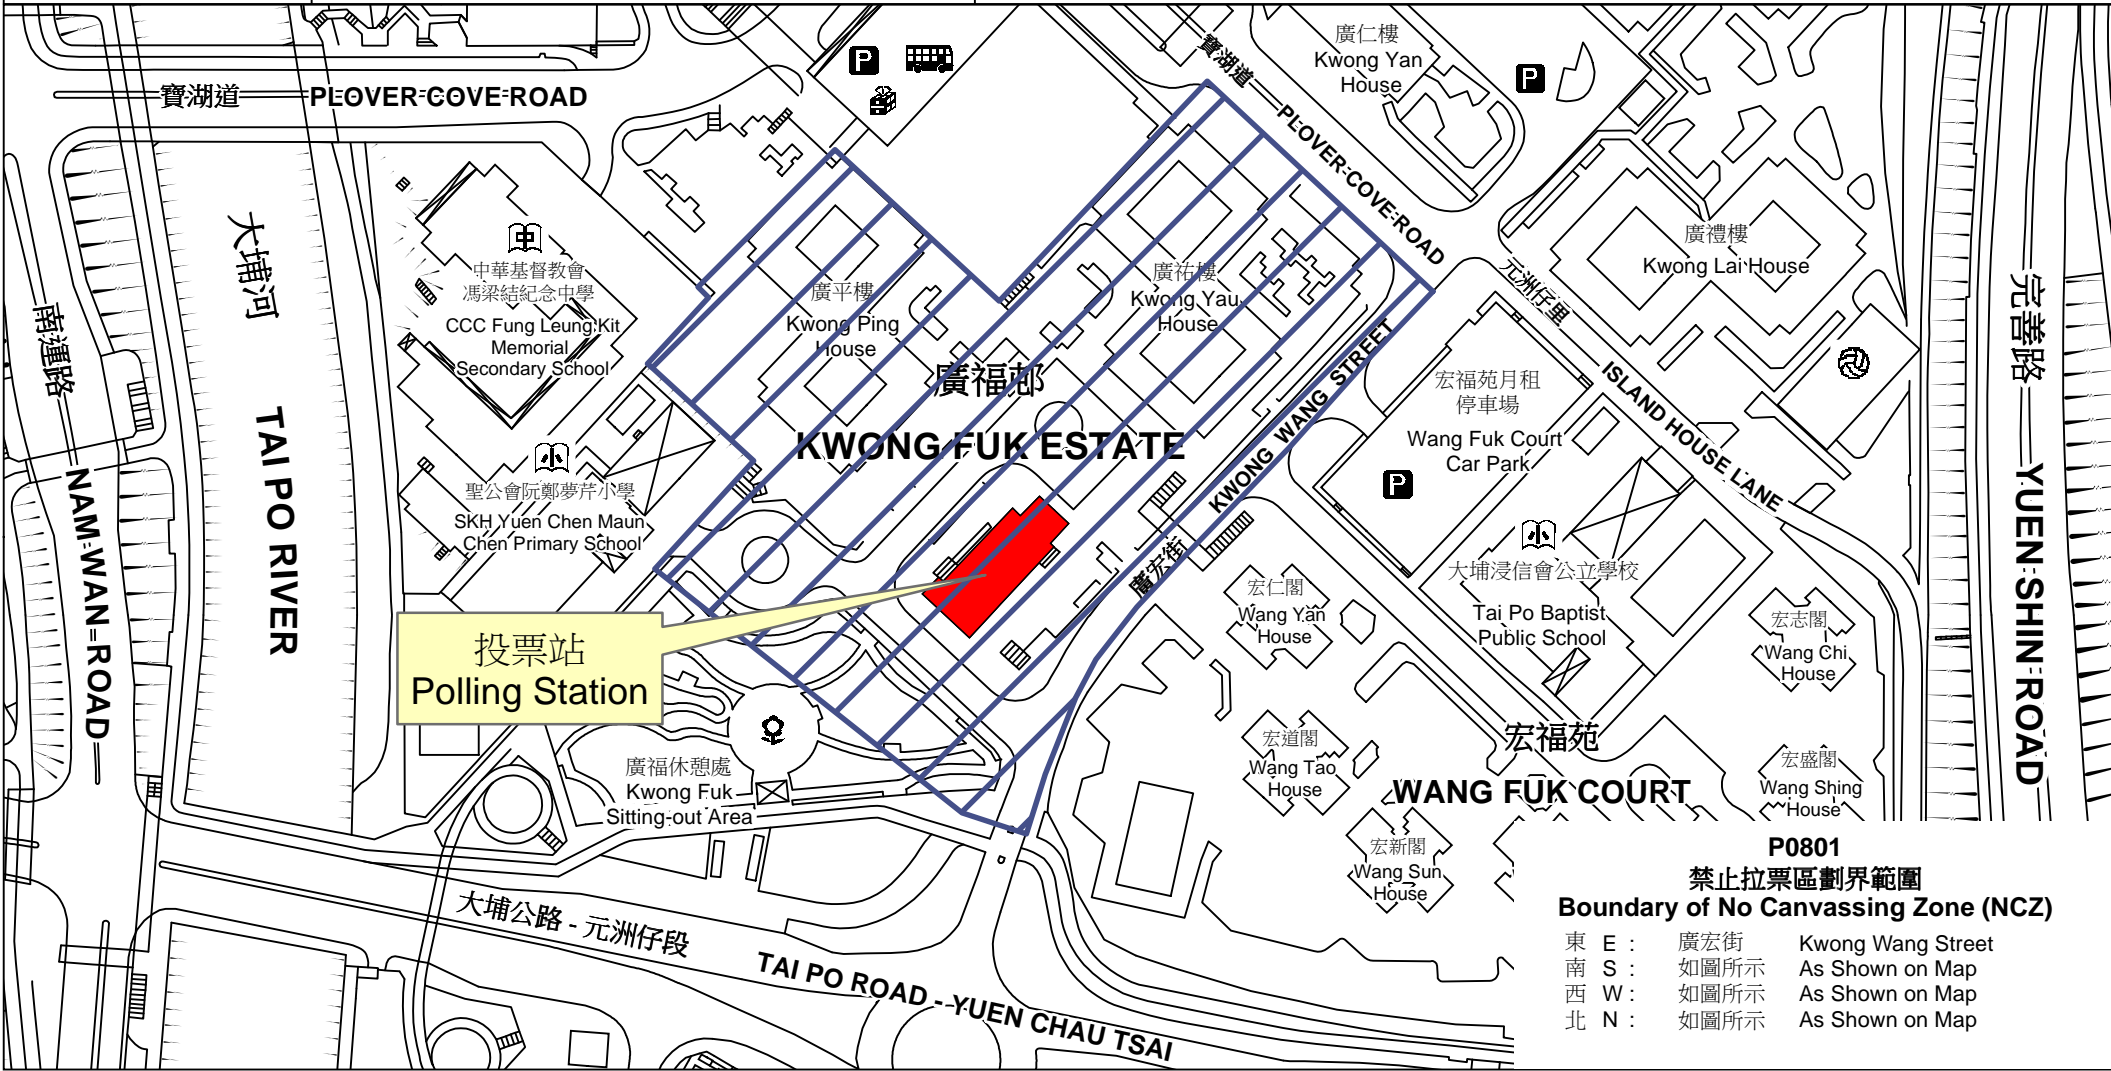 寶湖道
PLOVER COVE ROAD
寶湖道
PLOVER COVE ROAD
廣仁樓
Kwong Yan
House
P
P
大埔河
TAI PO RIVER
南運路
NAM WAN ROAD
中
中華基督教會
馮梁結紀念中學
CCC Fung Leung Kit
Memorial
Secondary School
小
聖公會阮鄭夢芹小學
SKH Yuen Chen Maun
Chen Primary School
廣平樓
Kwong Ping
House
廣祐樓
Kwong Yau
House
廣福邨
KWONG FUK ESTATE
廣宏街
KWONG WANG STREET
廣禮樓
Kwong Lai House
元洲仔里
ISLAND HOUSE LANE
完善路
YUEN SHIN ROAD
宏福苑月租
停車場
Wang Fuk Court
Car Park
P
小
大埔浸信會公立學校
Tai Po Baptist
Public School
宏仁閣
Wang Yan
House
宏志閣
Wang Chi
House
投票站
Polling Station
宏道閣
Wang Tao
House
宏福苑
WANG FUK COURT
宏盛閣
Wang Shing
House
宏新閣
Wang Sun
House
廣福休憩處
Kwong Fuk
Sitting-out Area
大埔公路 - 元洲仔段
TAI PO ROAD - YUEN CHAU TSAI
P0801
禁止拉票區劃界範圍
Boundary of No Canvassing Zone (NCZ)
東 E : 廣宏街 Kwong Wang Street
南 S : 如圖所示 As Shown on Map
西 W : 如圖所示 As Shown on Map
北 N : 如圖所示 As Shown on Map